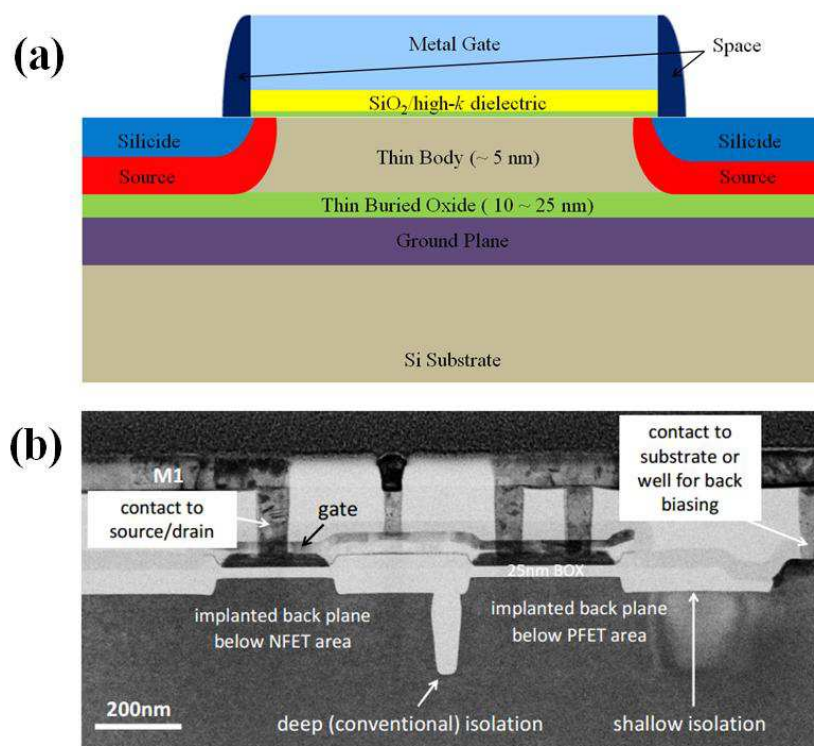 (a)
Metal Gate
Space
SiO₂/high-k dielectric
Silicide
Thin Body (~ 5 nm)
Silicide
Source
Source
Thin Buried Oxide ( 10 ~ 25 nm)
Ground Plane
Si Substrate
(b)
M1
contact to
source/drain
gate
contact to
substrate or
well for back
biasing
25nm BOX
implanted back plane
below NFET area
implanted back plane
below PFET area
200nm
deep (conventional) isolation
shallow isolation